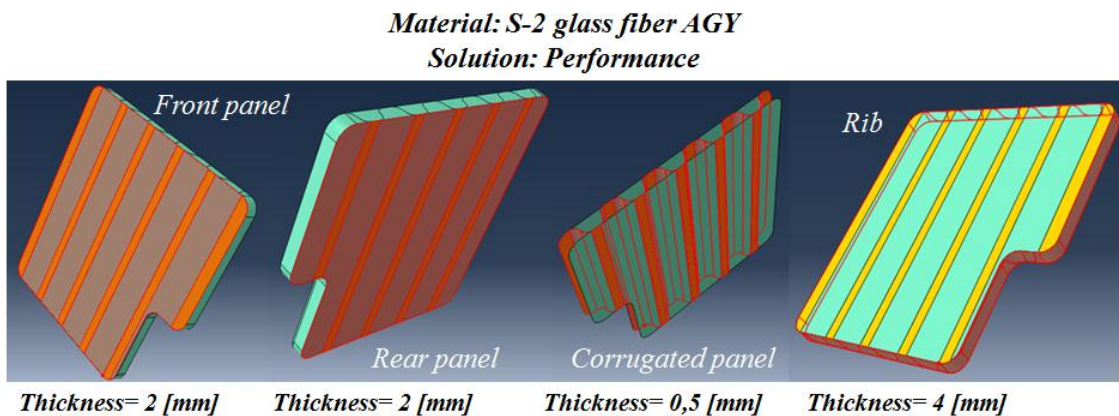 Material: S-2 glass fiber AGY
Solution: Performance
Front panel
Rear panel
Corrugated panel
Rib
Thickness= 2 [mm]
Thickness= 2 [mm]
Thickness= 0,5 [mm]
Thickness= 4 [mm]